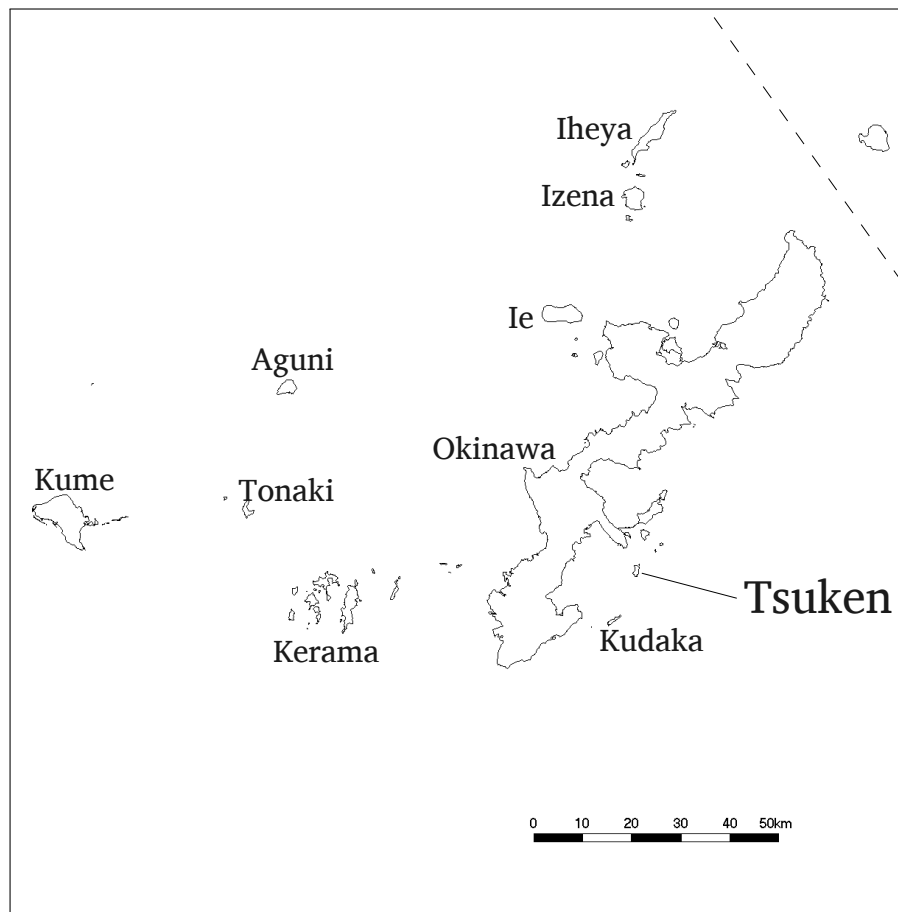 Iheya
Izena
Ie
Aguni
Okinawa
Kume
Tonaki
Tsuken
Kudaka
Kerama
0 10 20 30 40 50km